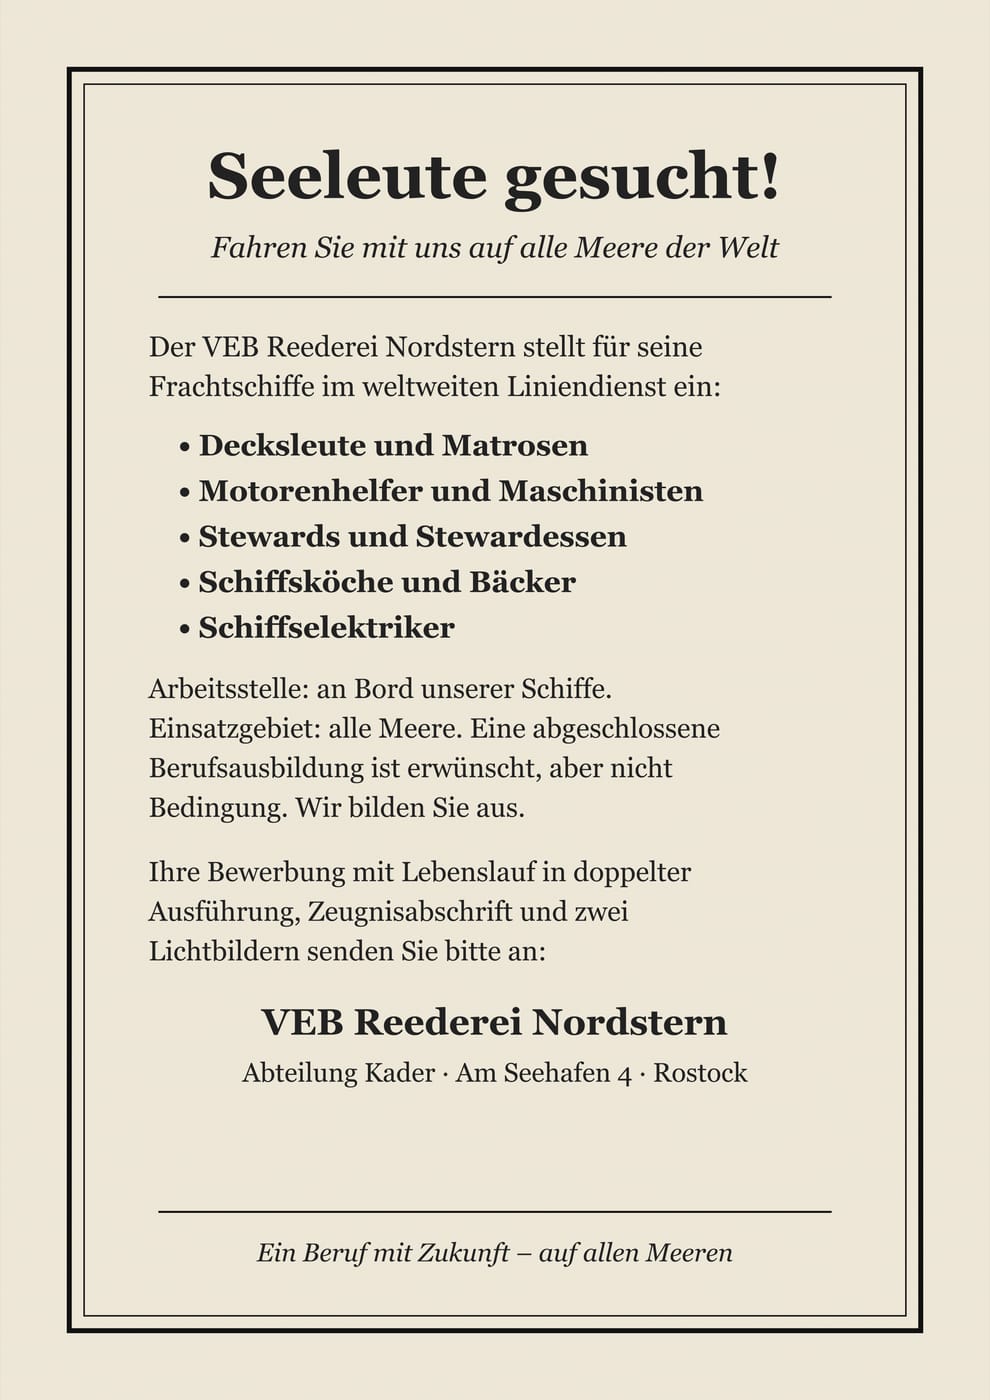 Seeleute gesucht!
Fahren Sie mit uns auf alle Meere der Welt
Der VEB Reederei Nordstern stellt für seine
Frachtschiffe im weltweiten Liniendienst ein:
• Decksleute und Matrosen
• Motorenhelfer und Maschinisten
• Stewards und Stewardessen
• Schiffsköche und Bäcker
• Schiffselektriker
Arbeitsstelle: an Bord unserer Schiffe.
Einsatzgebiet: alle Meere. Eine abgeschlossene
Berufsausbildung ist erwünscht, aber nicht
Bedingung. Wir bilden Sie aus.
Ihre Bewerbung mit Lebenslauf in doppelter
Ausführung, Zeugnisabschrift und zwei
Lichtbildern senden Sie bitte an:
VEB Reederei Nordstern
Abteilung Kader · Am Seehafen 4 · Rostock
Ein Beruf mit Zukunft – auf allen Meeren